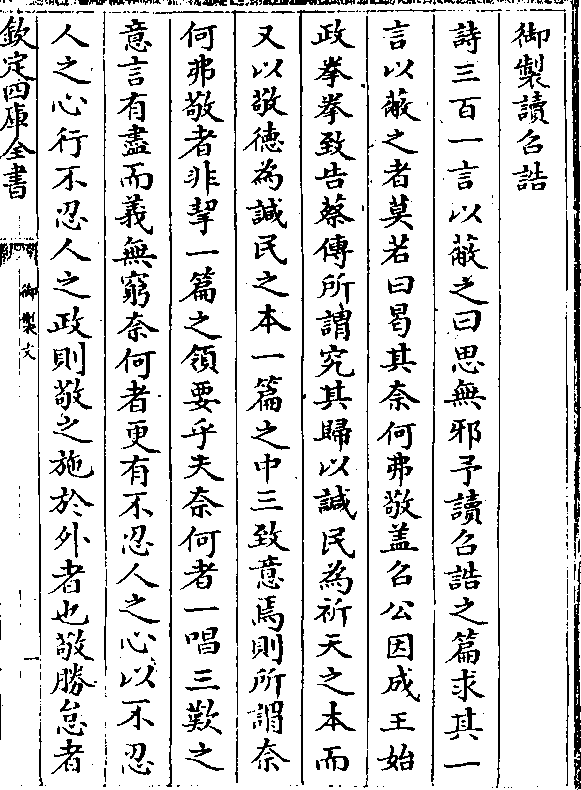 御製讀召誥
詩三百一言以蔽之曰思無邪予讀召誥之篇求其一
言以蔽之者莫若曰曷其奈何弗敬蓋召公因成王始
政拳拳致告蔡傳所謂究其歸以諴民為祈天之本而
又以敬德為諴民之本一篇之中三致意焉則所謂奈
何弗敬者非挈一篇之領要乎夫奈何者一唱三歎之
意言有盡而義無窮奈何者更有不忍人之心以不忍
人之心行不忍人之政則敬之施於外者也敬勝怠者
欽定四庫全書
御製文
一